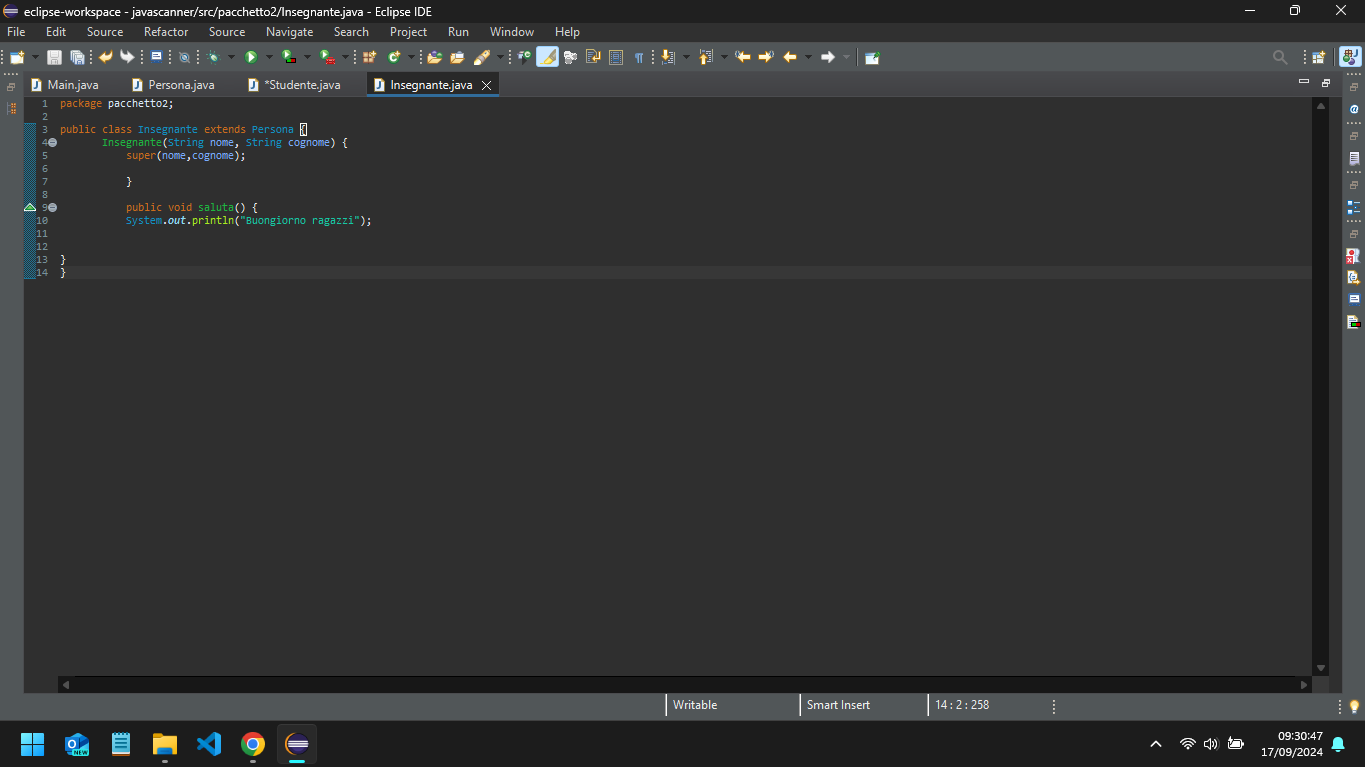 eclipse-workspace - javascanner/src/pacchetto2/Insegnante.java - Eclipse IDE
File Edit Source Refactor Source Navigate Search Project Run Window Help
Main.java Persona.java *Studente.java Insegnante.java
1 package pacchetto2;
2
3 public class Insegnante extends Persona {
4 Insegnante(String nome, String cognome) {
5 super(nome,cognome);
6
7 }
8
9 public void saluta() {
10 System.out.println("Buongiorno ragazzi");
11
12
13 }
14 }
Writable Smart Insert 14 : 2 : 258
NEW
09:30:47
17/09/2024